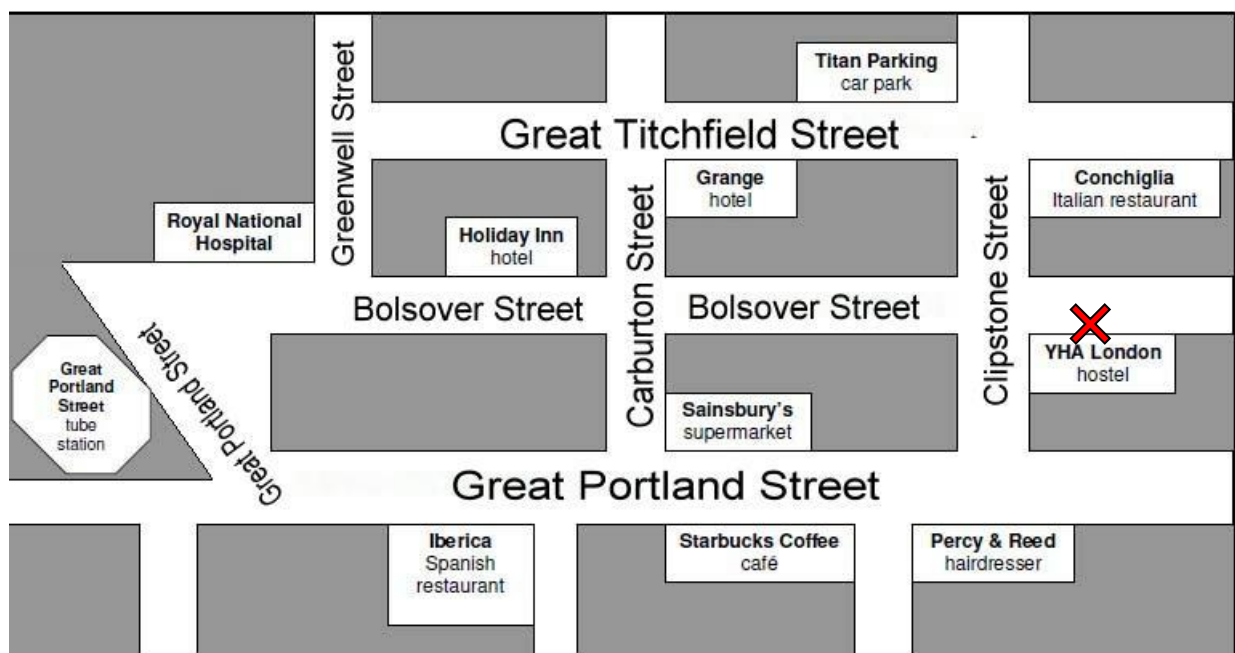 Titan Parking
car park
Greenwell Street
Great Titchfield Street
Grange
hotel
Conchiglia
Italian restaurant
Royal National
Hospital
Holiday Inn
hotel
Carburton Street
Clipstone Street
Bolsover Street
Bolsover Street
YHA London
hostel
Great
Portland
Street
tube
station
Great Portland Street
Sainsbury's
supermarket
Great Portland Street
Iberica
Spanish
restaurant
Starbucks Coffee
café
Percy & Reed
hairdresser